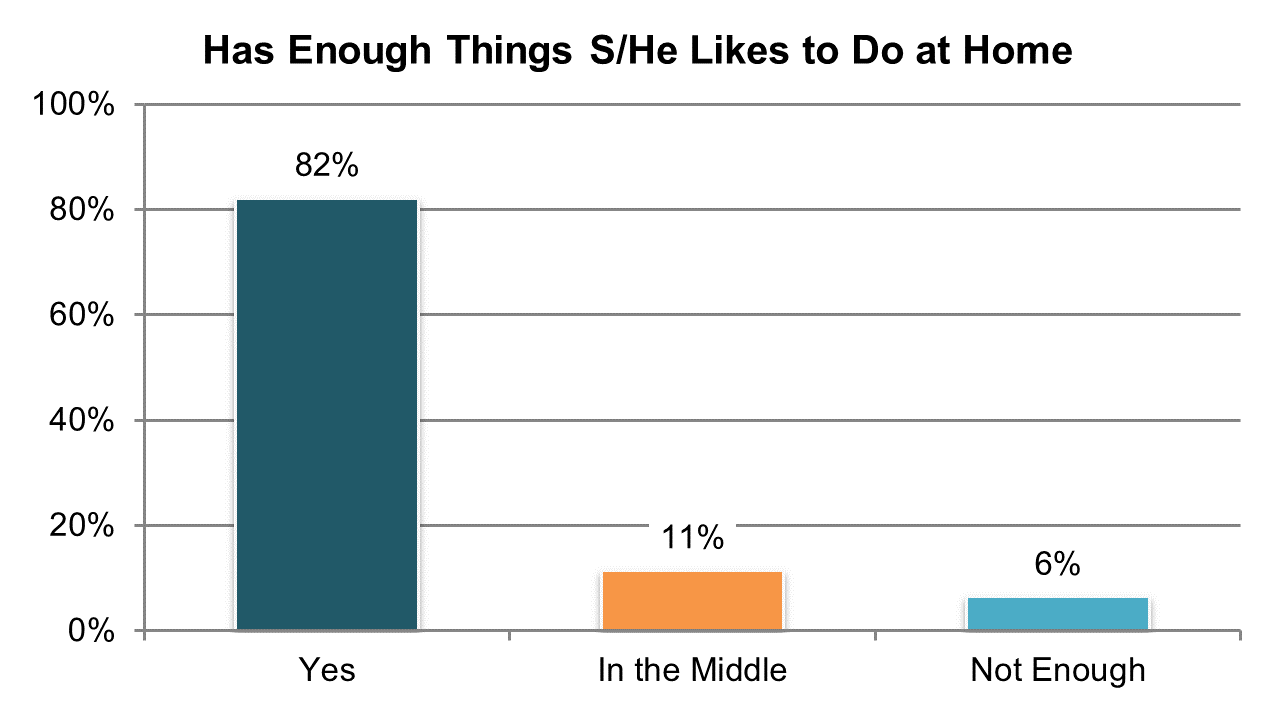 Has Enough Things S/He Likes to Do at Home
100%
80%
60%
40%
20%
0%
82%
11%
6%
Yes
In the Middle
Not Enough